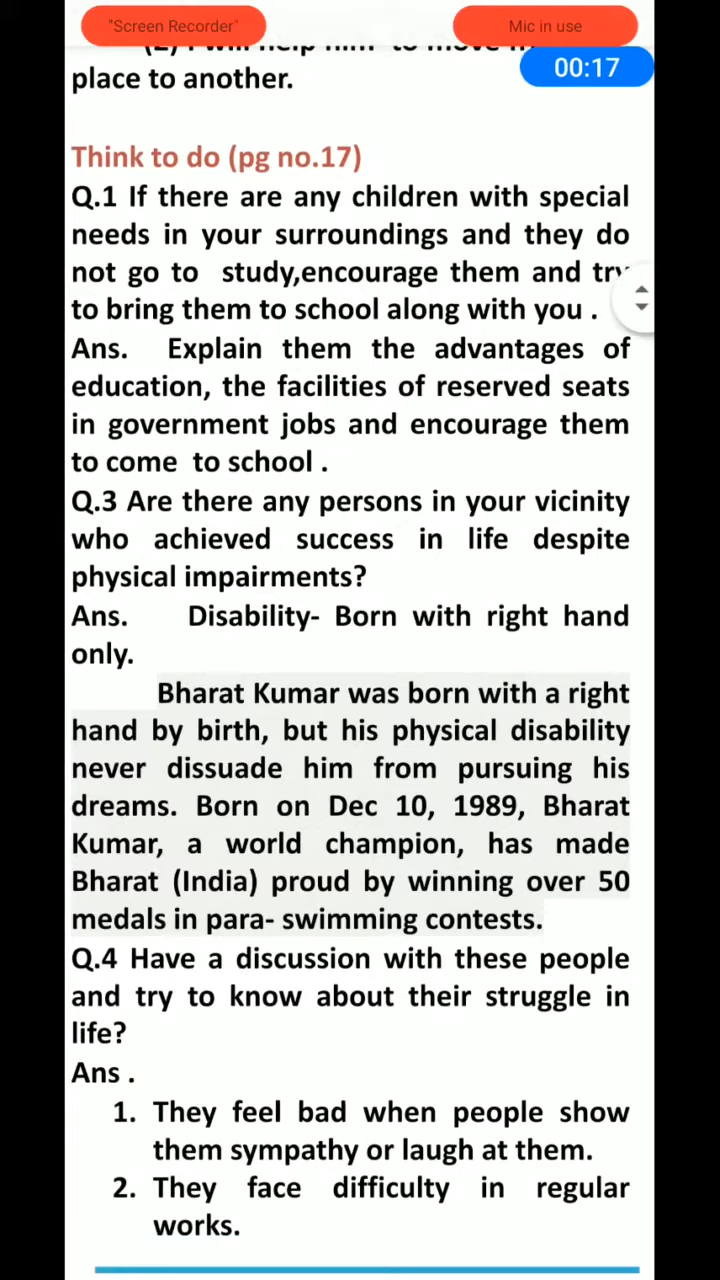 "Screen Recorder"
Mic in use
00:17
place to another.
Think to do (pg no.17)
Q.1 If there are any children with special
needs in your surroundings and they do
not go to study,encourage them and try
to bring them to school along with you .
Ans. Explain them the advantages of
education, the facilities of reserved seats
in government jobs and encourage them
to come to school .
Q.3 Are there any persons in your vicinity
who achieved success in life despite
physical impairments?
Ans. Disability- Born with right hand
only.
Bharat Kumar was born with a right
hand by birth, but his physical disability
never dissuade him from pursuing his
dreams. Born on Dec 10, 1989, Bharat
Kumar, a world champion, has made
Bharat (India) proud by winning over 50
medals in para- swimming contests.
Q.4 Have a discussion with these people
and try to know about their struggle in
life?
Ans .
1. They feel bad when people show
them sympathy or laugh at them.
2. They face difficulty in regular
works.